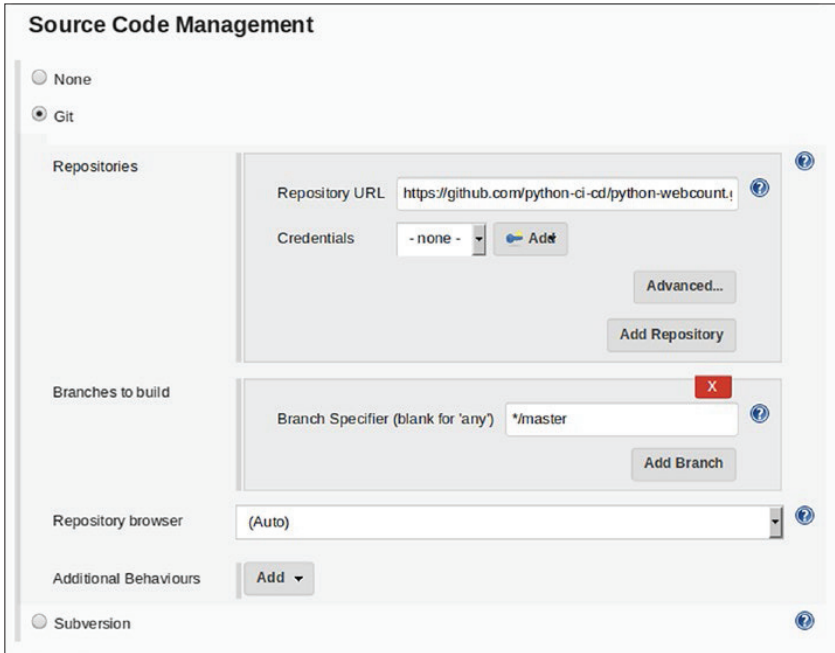 Source Code Management
None
Git
Repositories
Repository URL https://github.com/python-ci-cd/python-webcount.g
Credentials - none - Add
Advanced...
Add Repository
Branches to build
X
Branch Specifier (blank for 'any') */master
Add Branch
Repository browser (Auto)
Additional Behaviours Add
Subversion